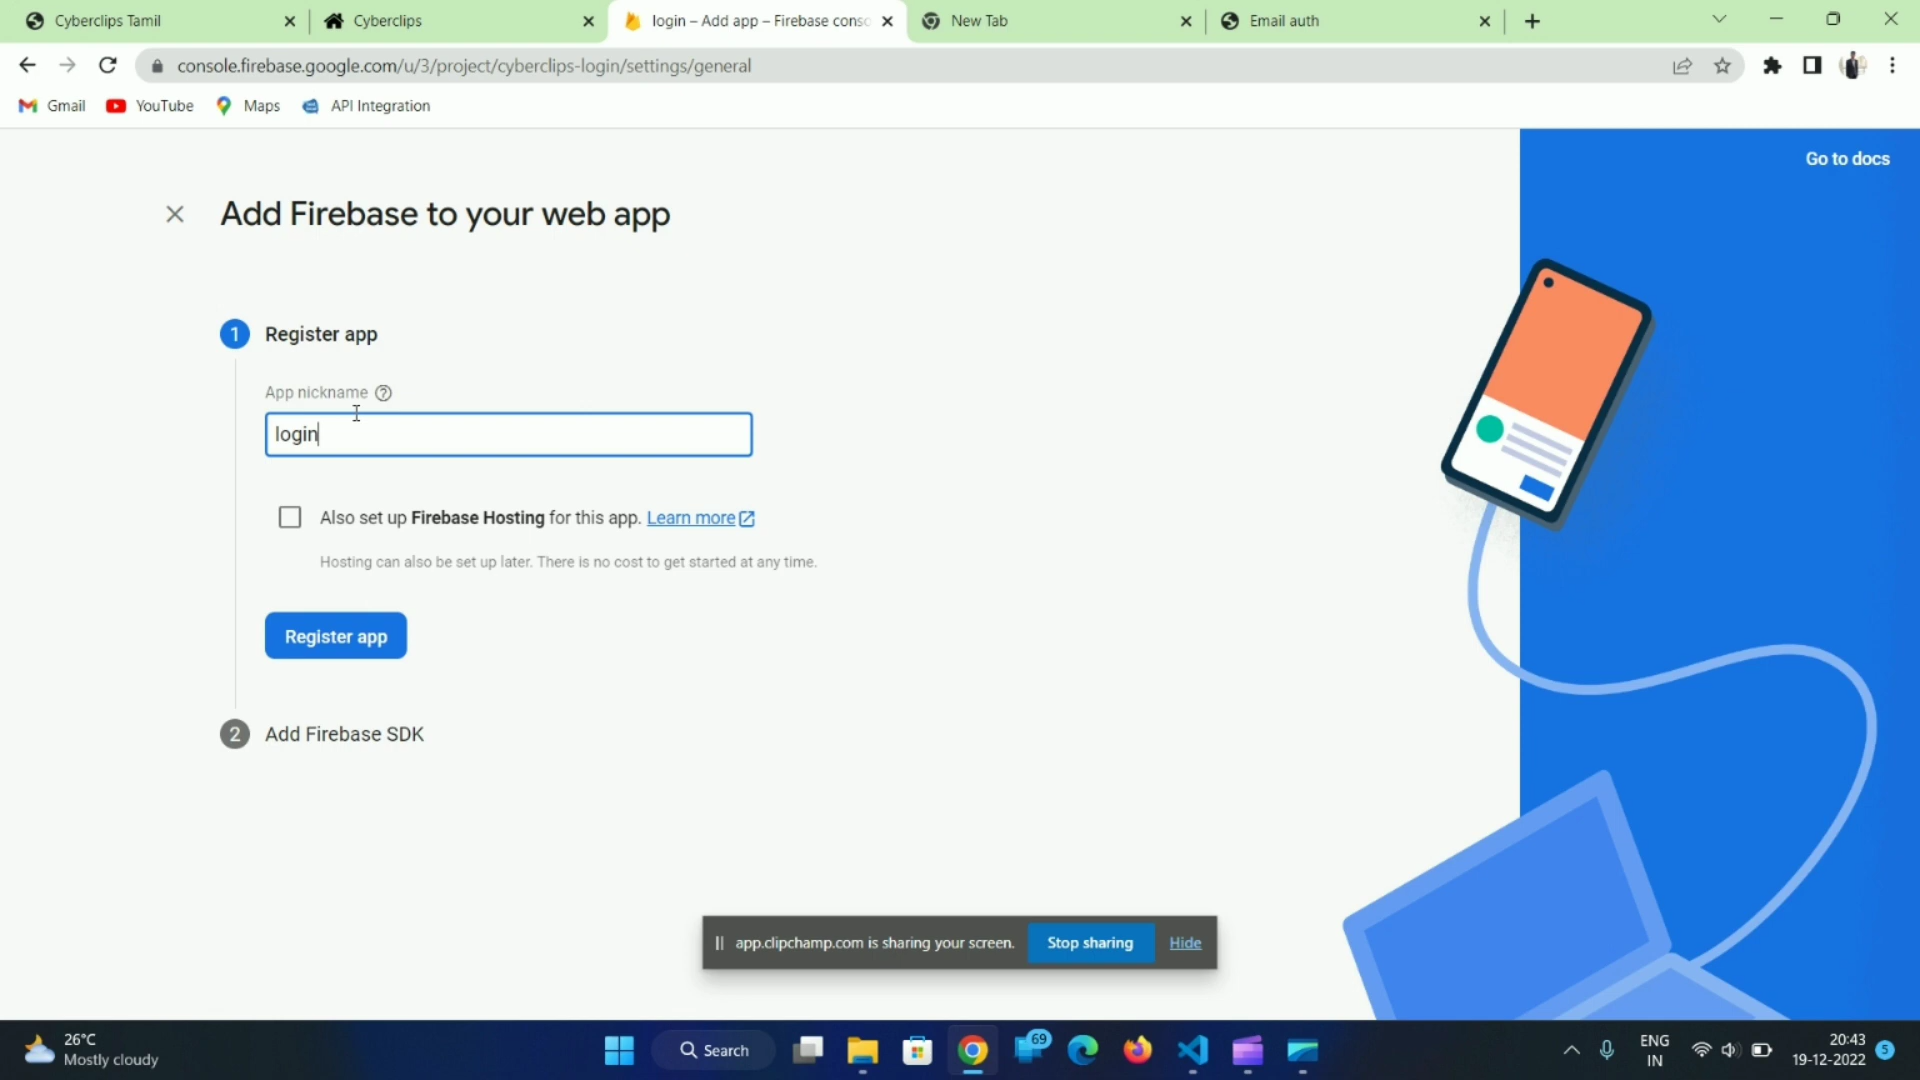 Cyberclips Tamil
Cyberclips
login – Add app – Firebase conso
New Tab
Email auth
console.firebase.google.com/u/3/project/cyberclips-login/settings/general
Gmail
YouTube
Maps
API Integration
Go to docs
Add Firebase to your web app
1 Register app
App nickname
login
Also set up Firebase Hosting for this app. Learn more
Hosting can also be set up later. There is no cost to get started at any time.
Register app
2 Add Firebase SDK
app.clipchamp.com is sharing your screen. Stop sharing Hide
26°C
Mostly cloudy
Search
69
ENG
IN
20:43
19-12-2022
5